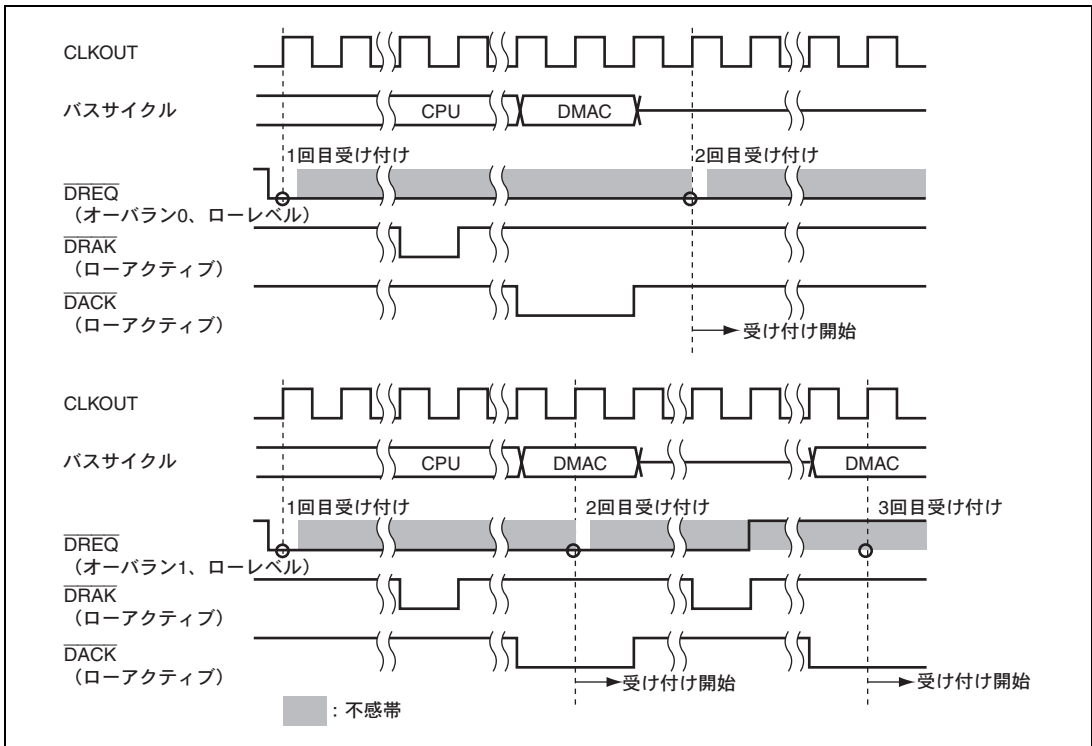 CLKOUT
バスサイクル
CPU
DMAC
1回目受け付け
2回目受け付け
DREQ
（オーバラン0、ローレベル）
DRAK
（ローアクティブ）
DACK
（ローアクティブ）
受け付け開始
CLKOUT
バスサイクル
CPU
DMAC
DMAC
1回目受け付け
2回目受け付け
3回目受け付け
DREQ
（オーバラン1、ローレベル）
DRAK
（ローアクティブ）
DACK
（ローアクティブ）
受け付け開始
受け付け開始
：不感帯